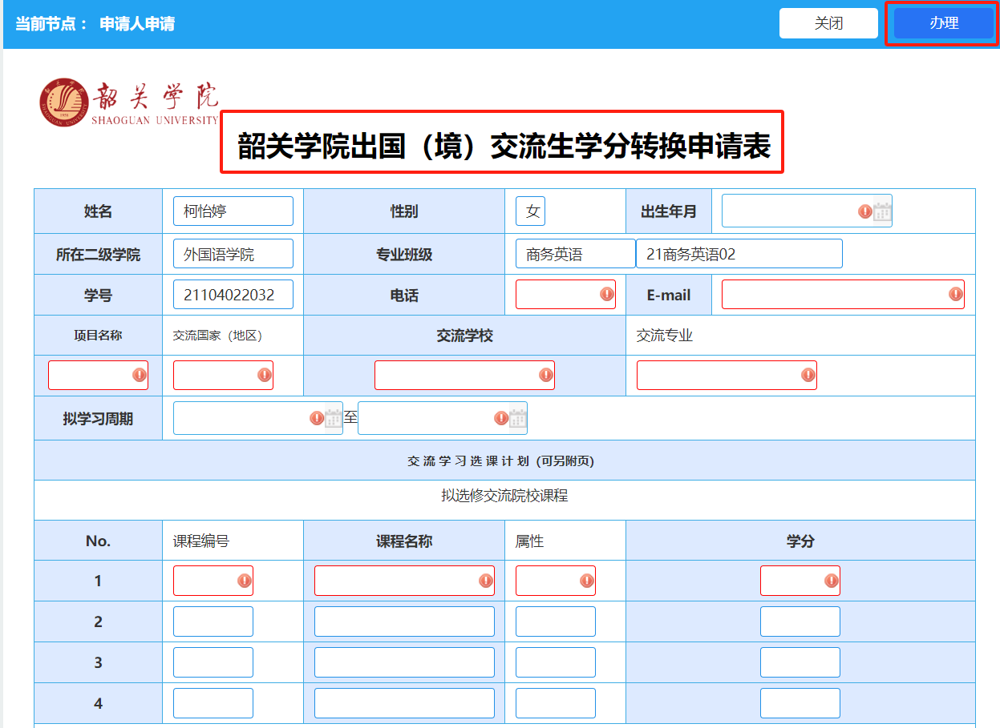 当前节点： 申请人申请
关闭
办理
韶关学院
SHAOGUAN UNIVERSITY
韶关学院出国（境）交流生学分转换申请表
姓名 柯怡婷 性别 女 出生年月
所在二级学院 外国语学院 专业班级 商务英语 21商务英语02
学号 21104022032 电话 E-mail
项目名称 交流国家（地区） 交流学校 交流专业
拟学习周期 至
交 流 学 习 选 课 计 划 (可另附页)
拟选修交流院校课程
No. 课程编号 课程名称 属性 学分
1
2
3
4